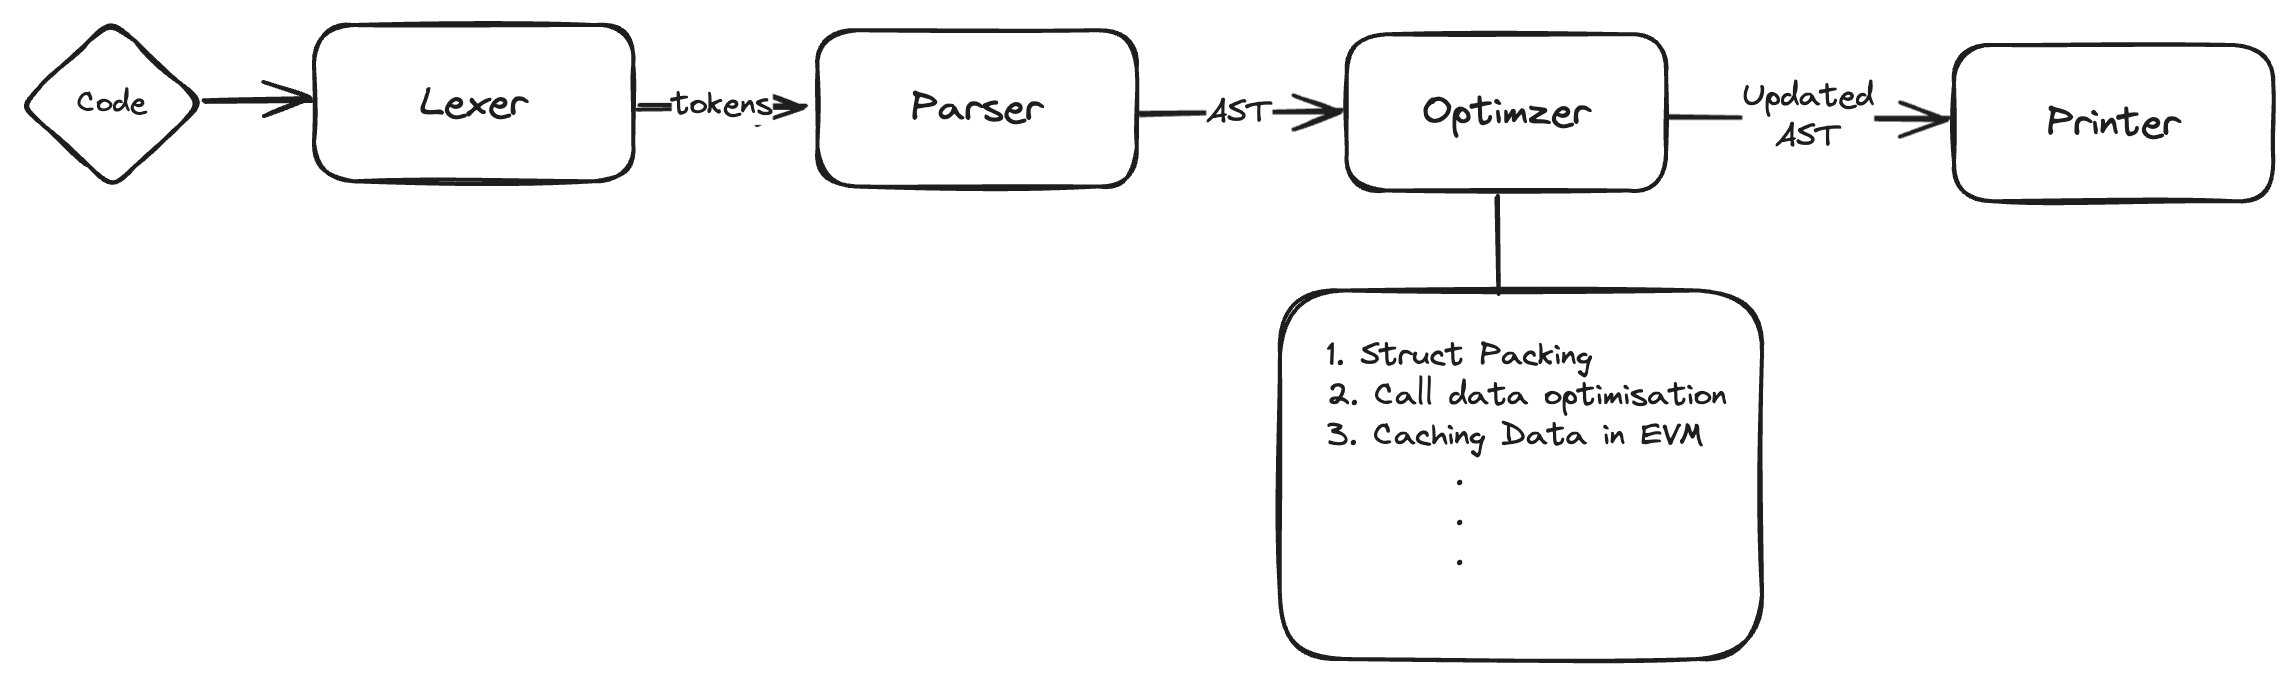 Code
Lexer
tokens
Parser
AST
Optimzer
Updated
AST
Printer
1. Struct Packing
2. Call data optimisation
3. Caching Data in EVM
.
.
.